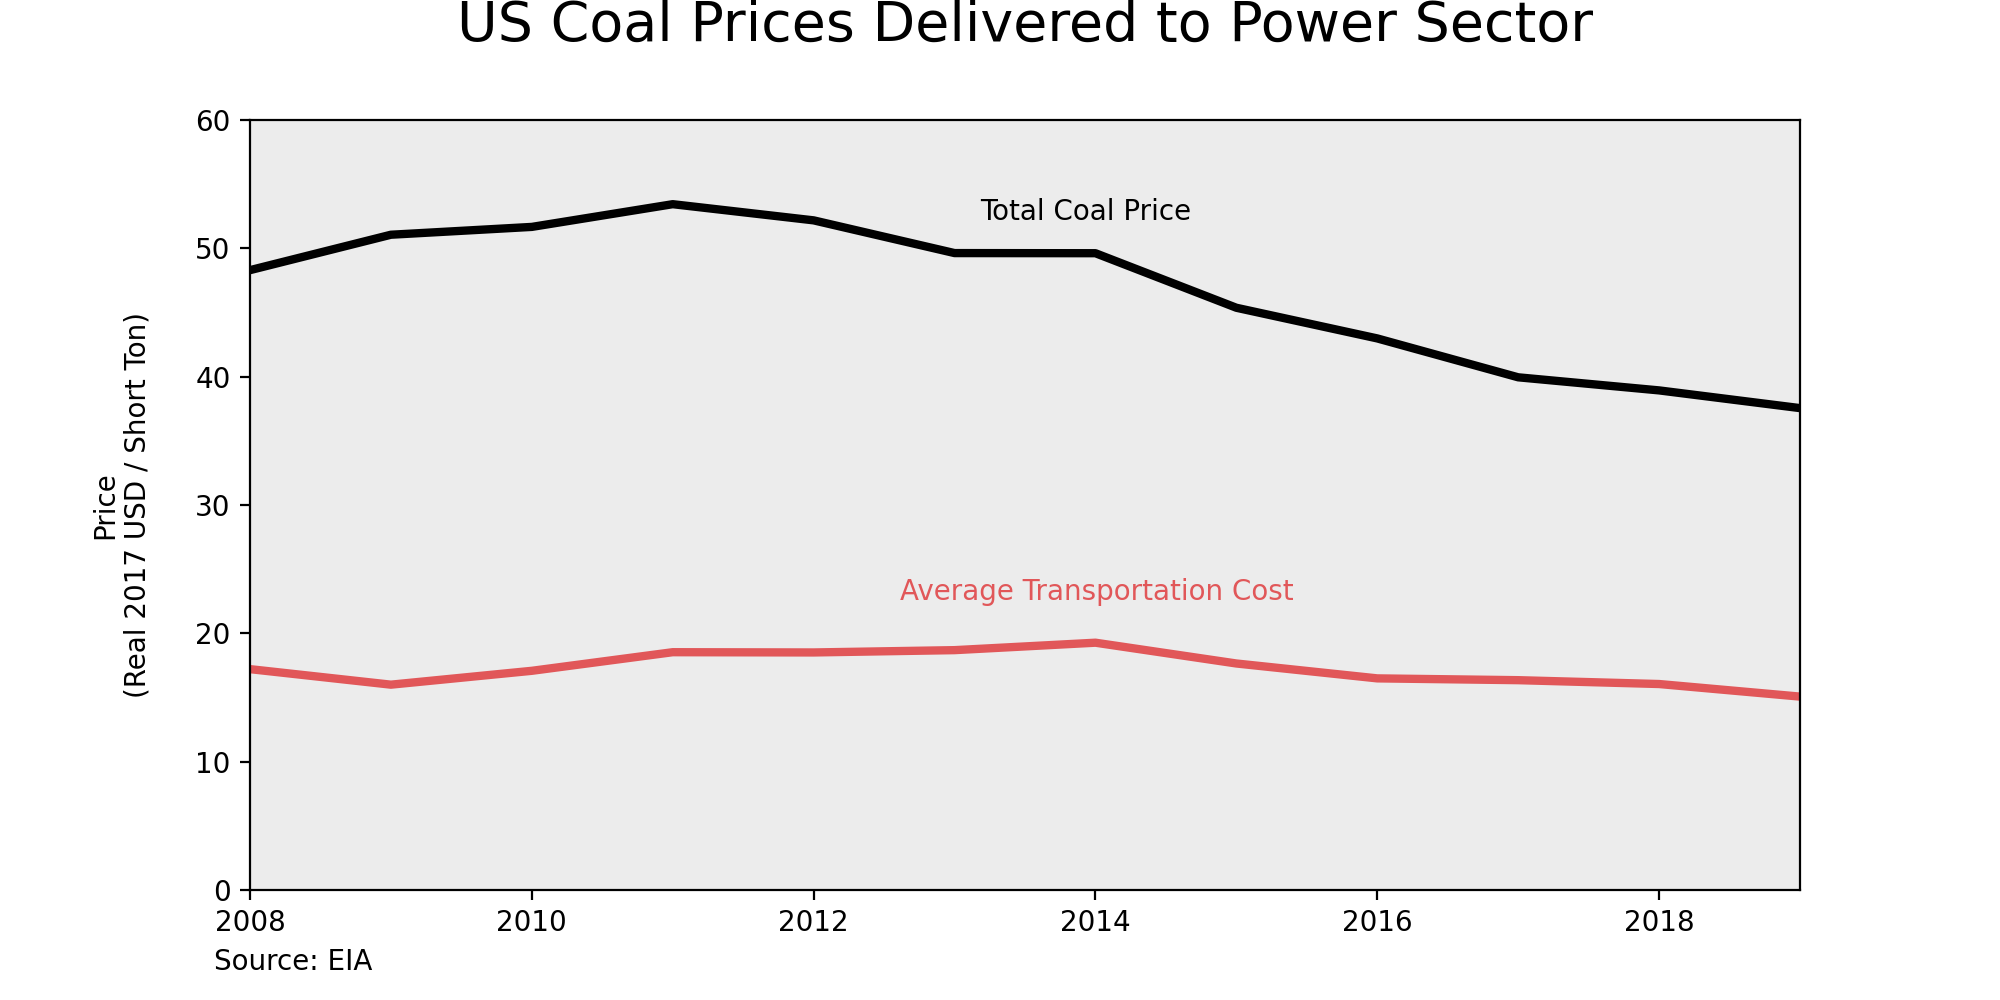 US Coal Prices Delivered to Power Sector
60
50
40
30
20
10
0
Price
(Real 2017 USD / Short Ton)
Total Coal Price
Average Transportation Cost
2008 2010 2012 2014 2016 2018
Source: EIA